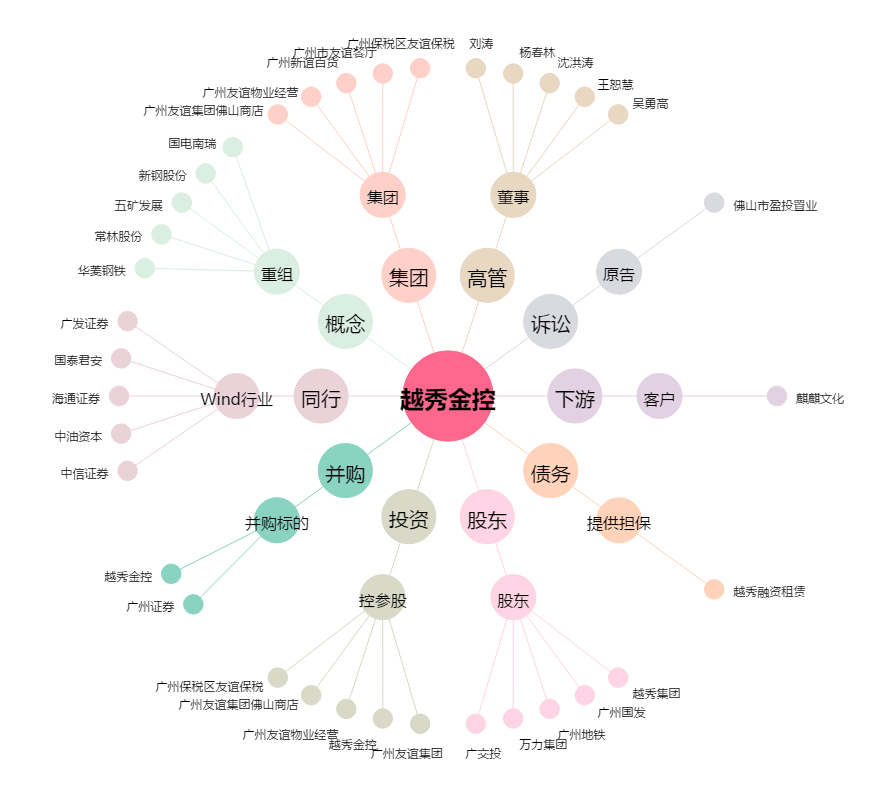 广州保税区友谊保税
刘涛
广州市友谊餐厅
杨春林
广州新谊百货
沈洪涛
广州友谊物业经营
王恕慧
广州友谊集团佛山商店
吴勇高
国电南瑞
新钢股份
五矿发展
常林股份
华菱钢铁
集团
董事
佛山市盈投置业
重组
原告
集团
高管
概念
诉讼
广发证券
国泰君安
海通证券
中油资本
中信证券
Wind行业
同行
越秀金控
下游
客户
麒麟文化
并购
债务
并购标的
投资
股东
提供担保
越秀金控
广州证券
控参股
股东
越秀融资租赁
广州保税区友谊保税
广州友谊集团佛山商店
广州友谊物业经营
越秀金控
广州友谊集团
广交投
万力集团
广州地铁
广州国发
越秀集团